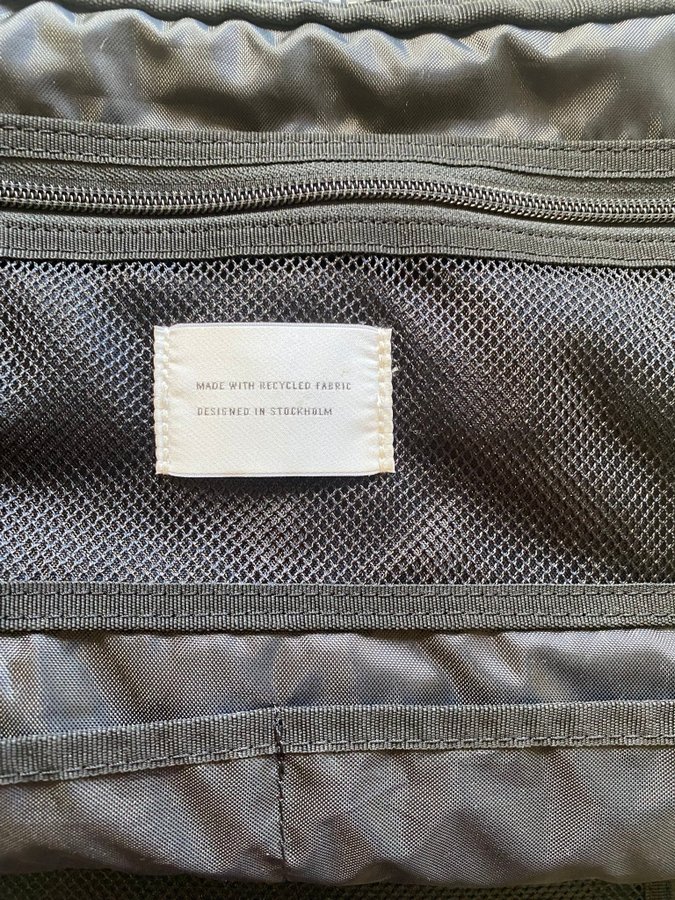 MADE WITH RECYCLED FABRIC
DESIGNED IN STOCKHOLM